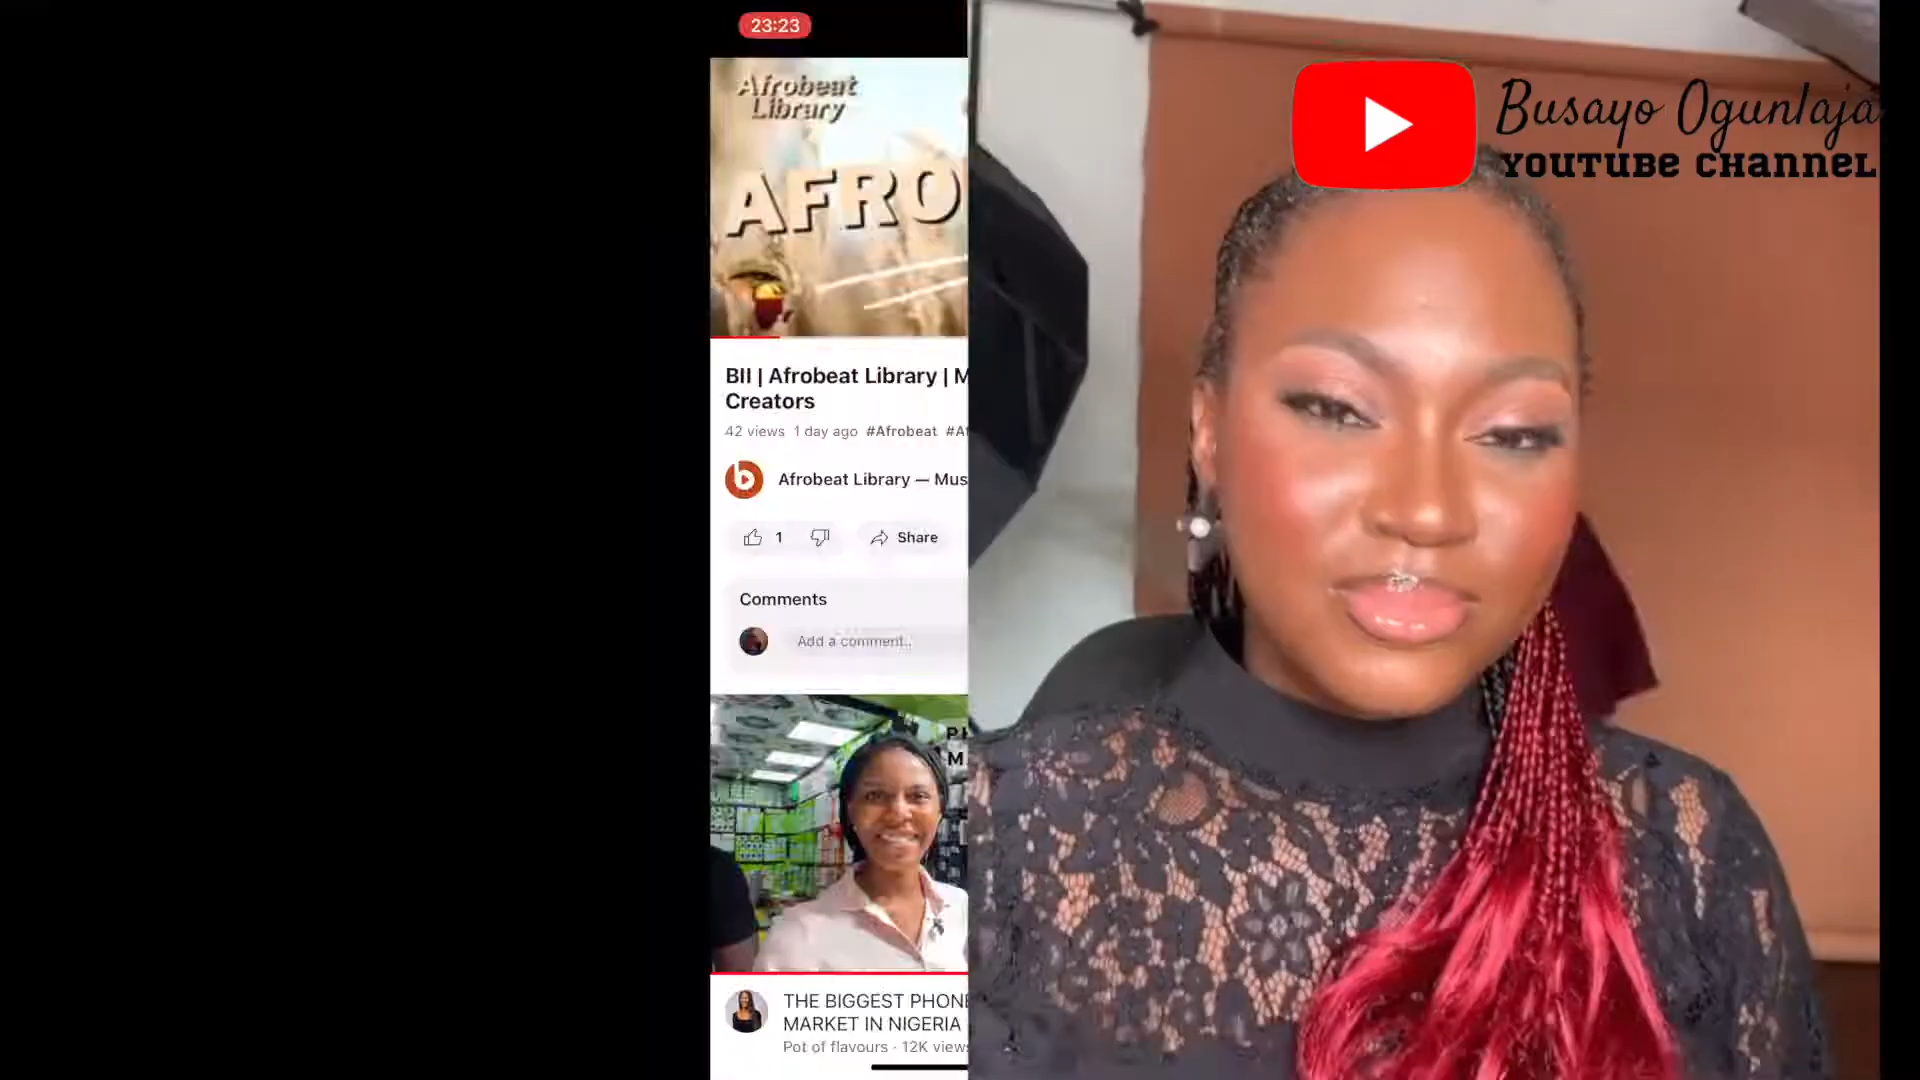 23:23
Afrobeat
Library
AFRO
BII | Afrobeat Library | M
Creators
42 views 1 day ago #Afrobeat #Af
Afrobeat Library — Mus
1
Share
Comments
Add a comment...
PH
M
THE BIGGEST PHONE
MARKET IN NIGERIA
Pot of flavours · 12K views
Busayo Ogunlaja
YOUTUBE CHANNEL